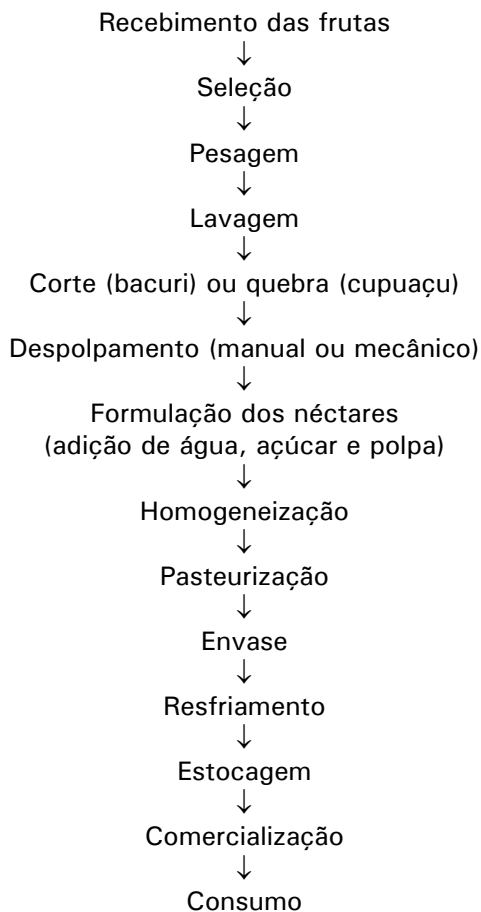 Recebimento das frutas
↓
Seleção
↓
Pesagem
↓
Lavagem
↓
Corte (bacuri) ou quebra (cupuaçu)
↓
Despolpamento (manual ou mecânico)
↓
Formulação dos néctares
(adição de água, açúcar e polpa)
↓
Homogeneização
↓
Pasteurização
↓
Envase
↓
Resfriamento
↓
Estocagem
↓
Comercialização
↓
Consumo